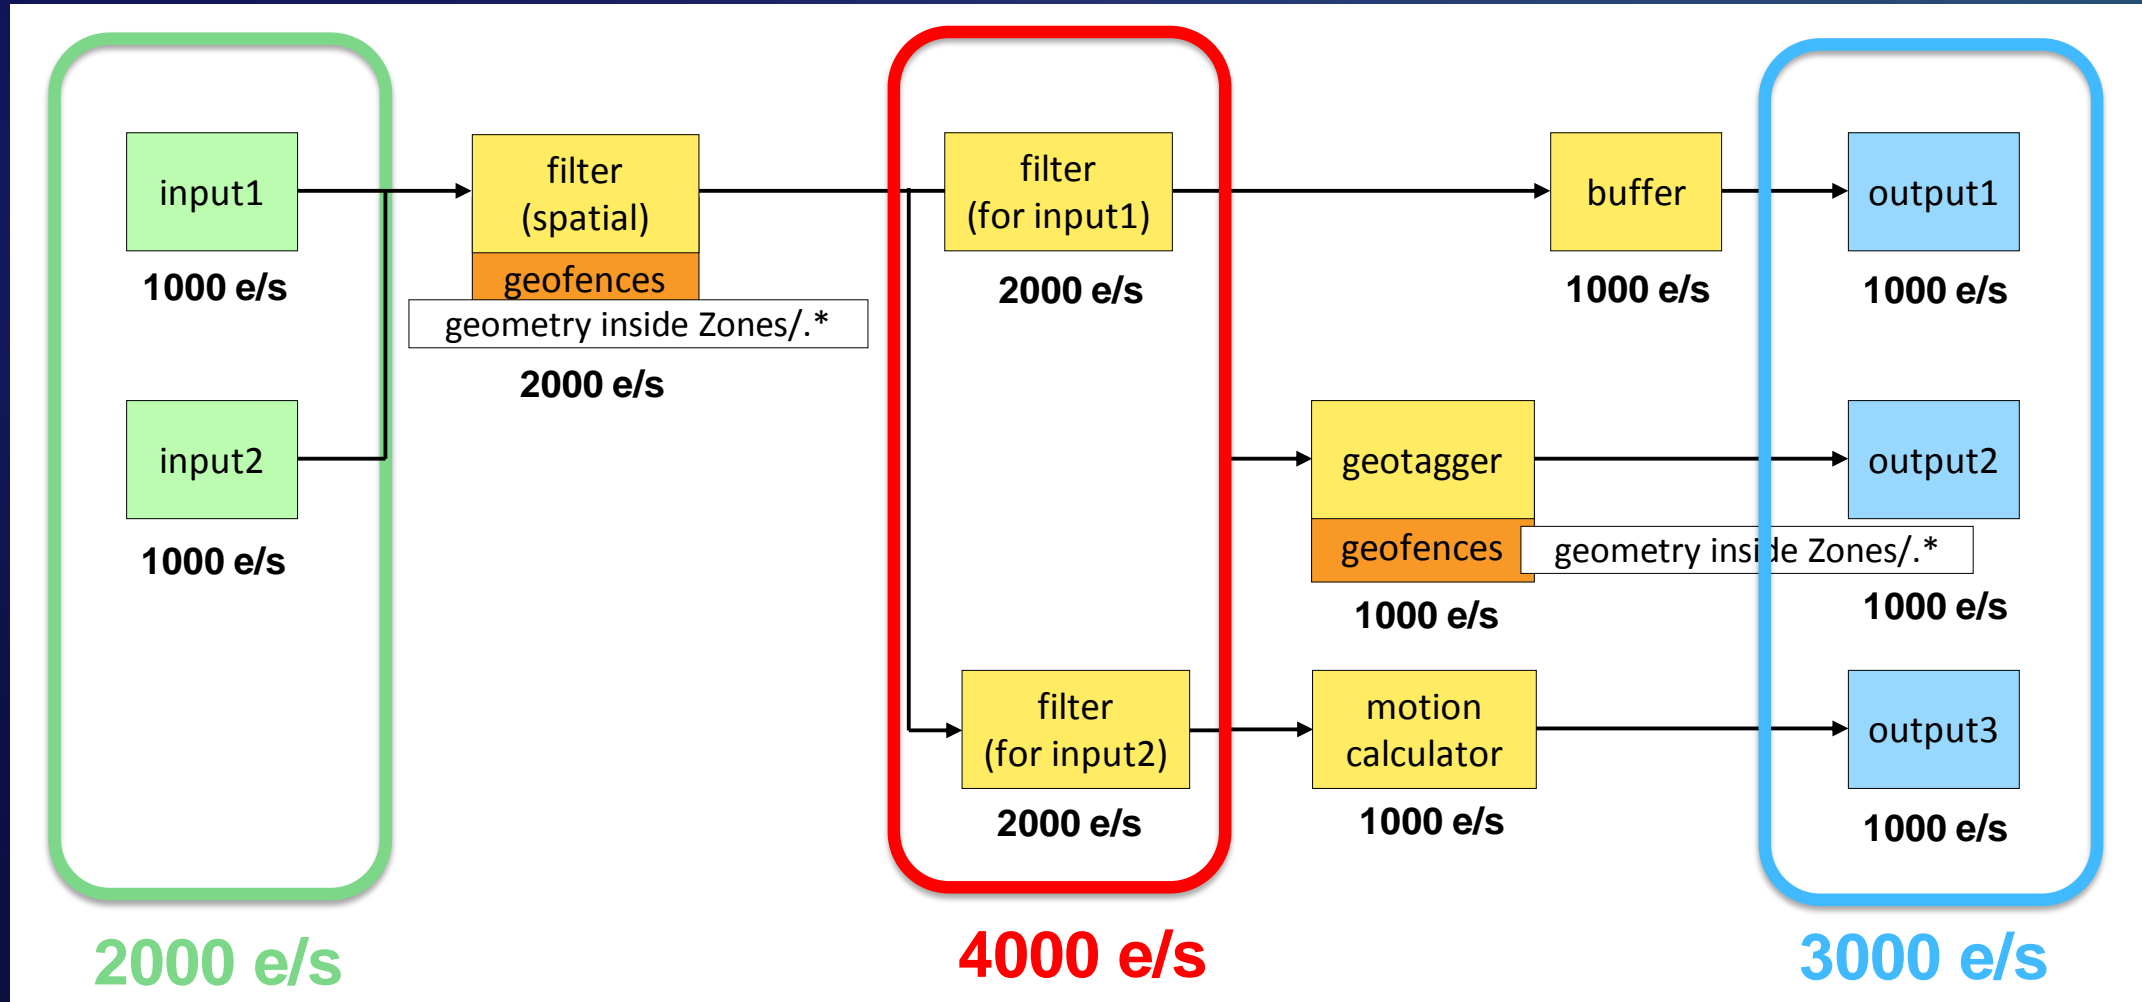 input1
1000 e/s
input2
1000 e/s
2000 e/s
filter
(spatial)
geofences
geometry inside Zones/.*
2000 e/s
filter
(for input1)
2000 e/s
filter
(for input2)
2000 e/s
4000 e/s
buffer
1000 e/s
geotagger
geofences
geometry inside Zones/.*
1000 e/s
motion
calculator
1000 e/s
output1
1000 e/s
output2
1000 e/s
output3
1000 e/s
3000 e/s